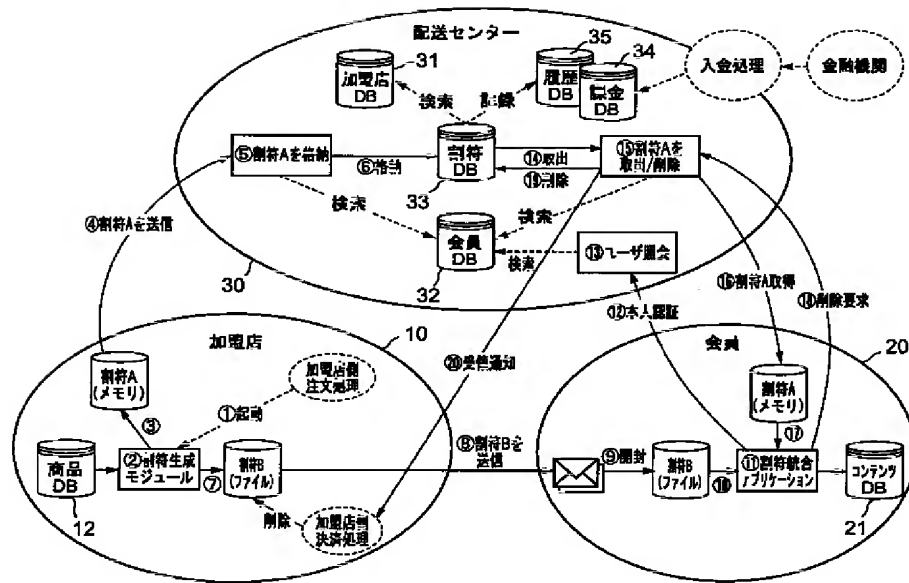 配送センター
35
34
31
加盟店
DB
履歴
DB
課金
DB
入金処理
金融機関
検索
記録
⑤割符Aを格納
⑥格納
割符
DB
33
⑭取出
⑲削除
⑮割符Aを
取出/削除
④割符Aを送信
検索
検索
会員
DB
32
検索
⑬ユーザ照会
30
⑯割符A取得
⑱削除要求
⑫本人認証
加盟店
10
⑳受信通知
会員
20
割符A
(メモリ)
加盟店側
注文処理
①起動
③
割符A
(メモリ)
⑰
⑧割符Bを
送信
商品
DB
12
②割符生成
モジュール
⑦
割符B
(ファイル)
⑨開封
割符B
(ファイル)
⑩
⑪割符統合
アプリケーション
コンテンツ
DB
21
削除
加盟店側
決済処理